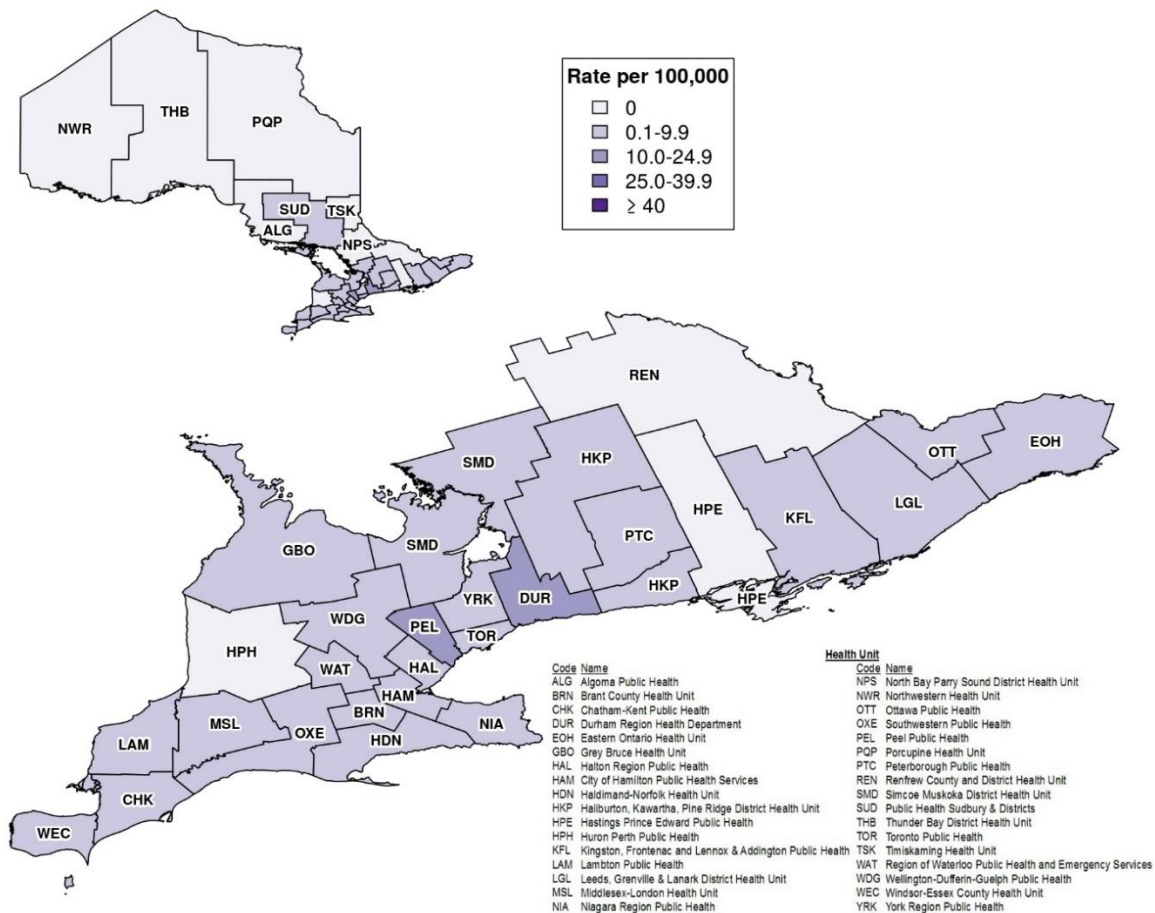 Rate per 100,000
0
0.1-9.9
10.0-24.9
25.0-39.9
≥ 40
NWR
THB
PQP
SUD
TSK
ALG
NPS
REN
SMD
HKP
OTT
EOH
HPE
KFL
LGL
GBO
SMD
PTC
HKP
YRK
DUR
HPE
WDG
PEL
TOR
HPH
WAT
HAL
HAM
MSL
OXE
BRN
NIA
LAM
HDN
CHK
WEC
Health Unit
Code Name
ALG Algoma Public Health
BRN Brant County Health Unit
CHK Chatham-Kent Public Health
DUR Durham Region Health Department
EOH Eastern Ontario Health Unit
GBO Grey Bruce Health Unit
HAL Halton Region Public Health
HAM City of Hamilton Public Health Services
HDN Haldimand-Norfolk Health Unit
HKP Haliburton, Kawartha, Pine Ridge District Health Unit
HPE Hastings Prince Edward Public Health
HPH Huron Perth Public Health
KFL Kingston, Frontenac and Lennox & Addington Public Health
LAM Lambton Public Health
LGL Leeds, Grenville & Lanark District Health Unit
MSL Middlesex-London Health Unit
NIA Niagara Region Public Health
Code Name
NPS North Bay Parry Sound District Health Unit
NWR Northwestern Health Unit
OTT Ottawa Public Health
OXE Southwestern Public Health
PEL Peel Public Health
PQP Porcupine Health Unit
PTC Peterborough Public Health
REN Renfrew County and District Health Unit
SMD Simcoe Muskoka District Health Unit
SUD Public Health Sudbury & Districts
THB Thunder Bay District Health Unit
TOR Toronto Public Health
TSK Timiskaming Health Unit
WAT Region of Waterloo Public Health and Emergency Services
WDG Wellington-Dufferin-Guelph Public Health
WEC Windsor-Essex County Health Unit
YRK York Region Public Health